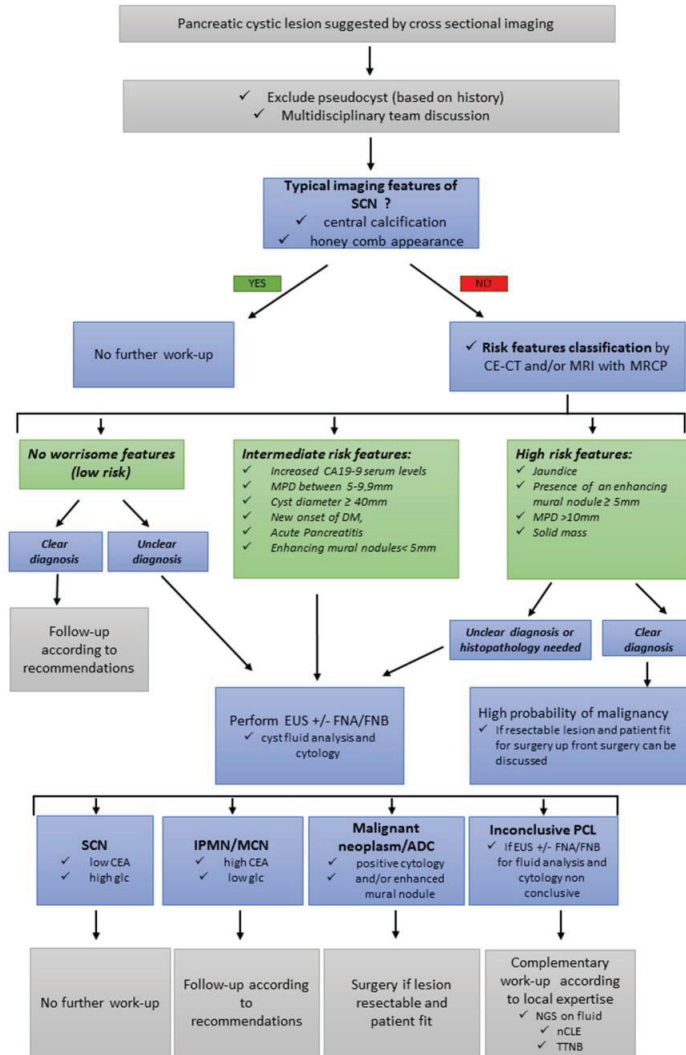 Pancreatic cystic lesion suggested by cross sectional imaging
✓ Exclude pseudocyst (based on history)
✓ Multidisciplinary team discussion
Typical imaging features of
SCN ?
✓ central calcification
✓ honey comb appearance
YES
NO
No further work-up
✓ Risk features classification by
CE-CT and/or MRI with MRCP
No worrisome features
(low risk)
Intermediate risk features:
✓ Increased CA19-9 serum levels
✓ MPD between 5-9,9mm
✓ Cyst diameter ≥ 40mm
✓ New onset of DM,
✓ Acute Pancreatitis
✓ Enhancing mural nodules< 5mm
High risk features:
✓ Jaundice
✓ Presence of an enhancing
mural nodule ≥ 5mm
✓ MPD >10mm
✓ Solid mass
Clear
diagnosis
Unclear
diagnosis
Follow-up
according to
recommendations
Unclear diagnosis or
histopathology needed
Clear
diagnosis
Perform EUS +/- FNA/FNB
✓ cyst fluid analysis and
cytology
High probability of malignancy
✓ If resectable lesion and patient fit
for surgery up front surgery can be
discussed
SCN
✓ low CEA
✓ high glc
IPMN/MCN
✓ high CEA
✓ low glc
Malignant
neoplasm/ADC
✓ positive cytology
✓ and/or enhanced
mural nodule
Inconclusive PCL
✓ If EUS +/- FNA/FNB
for fluid analysis and
cytology non
conclusive
No further work-up
Follow-up according
to
recommendations
Surgery if lesion
resectable and
patient fit
Complementary
work-up according
to local expertise
✓ NGS on fluid
✓ nCLE
✓ TTNB